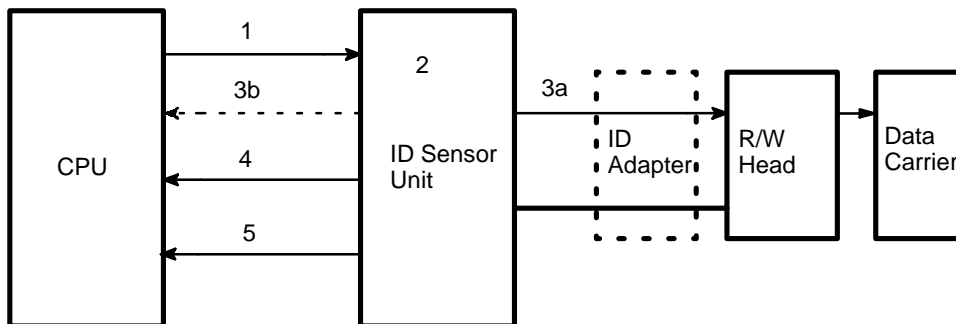 1
2
3b
3a
CPU
4
ID Sensor
Unit
ID
Adapter
R/W
Head
Data
Carrier
5